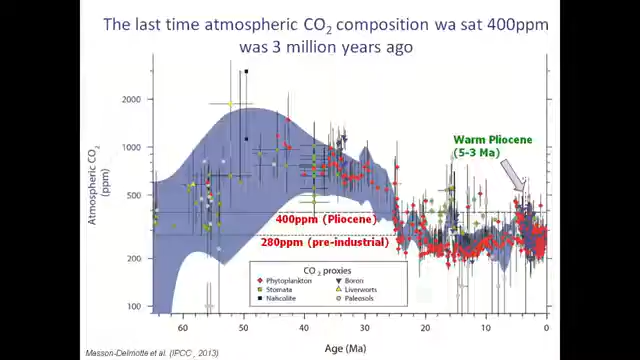 The last time atmospheric CO2 composition wa sat 400ppm
was 3 million years ago
Atmospheric CO2
(ppm)
2000
1000
500
200
100
Warm Pliocene
(5-3 Ma)
400ppm (Pliocene)
280ppm (pre-industrial)
CO2 proxies
Phytoplankton
Boron
Stomata
Liverworts
Nahcolite
Paleosols
60
50
40
30
20
10
0
Age (Ma)
Masson-Delmotte et al. (IPCC, 2013)